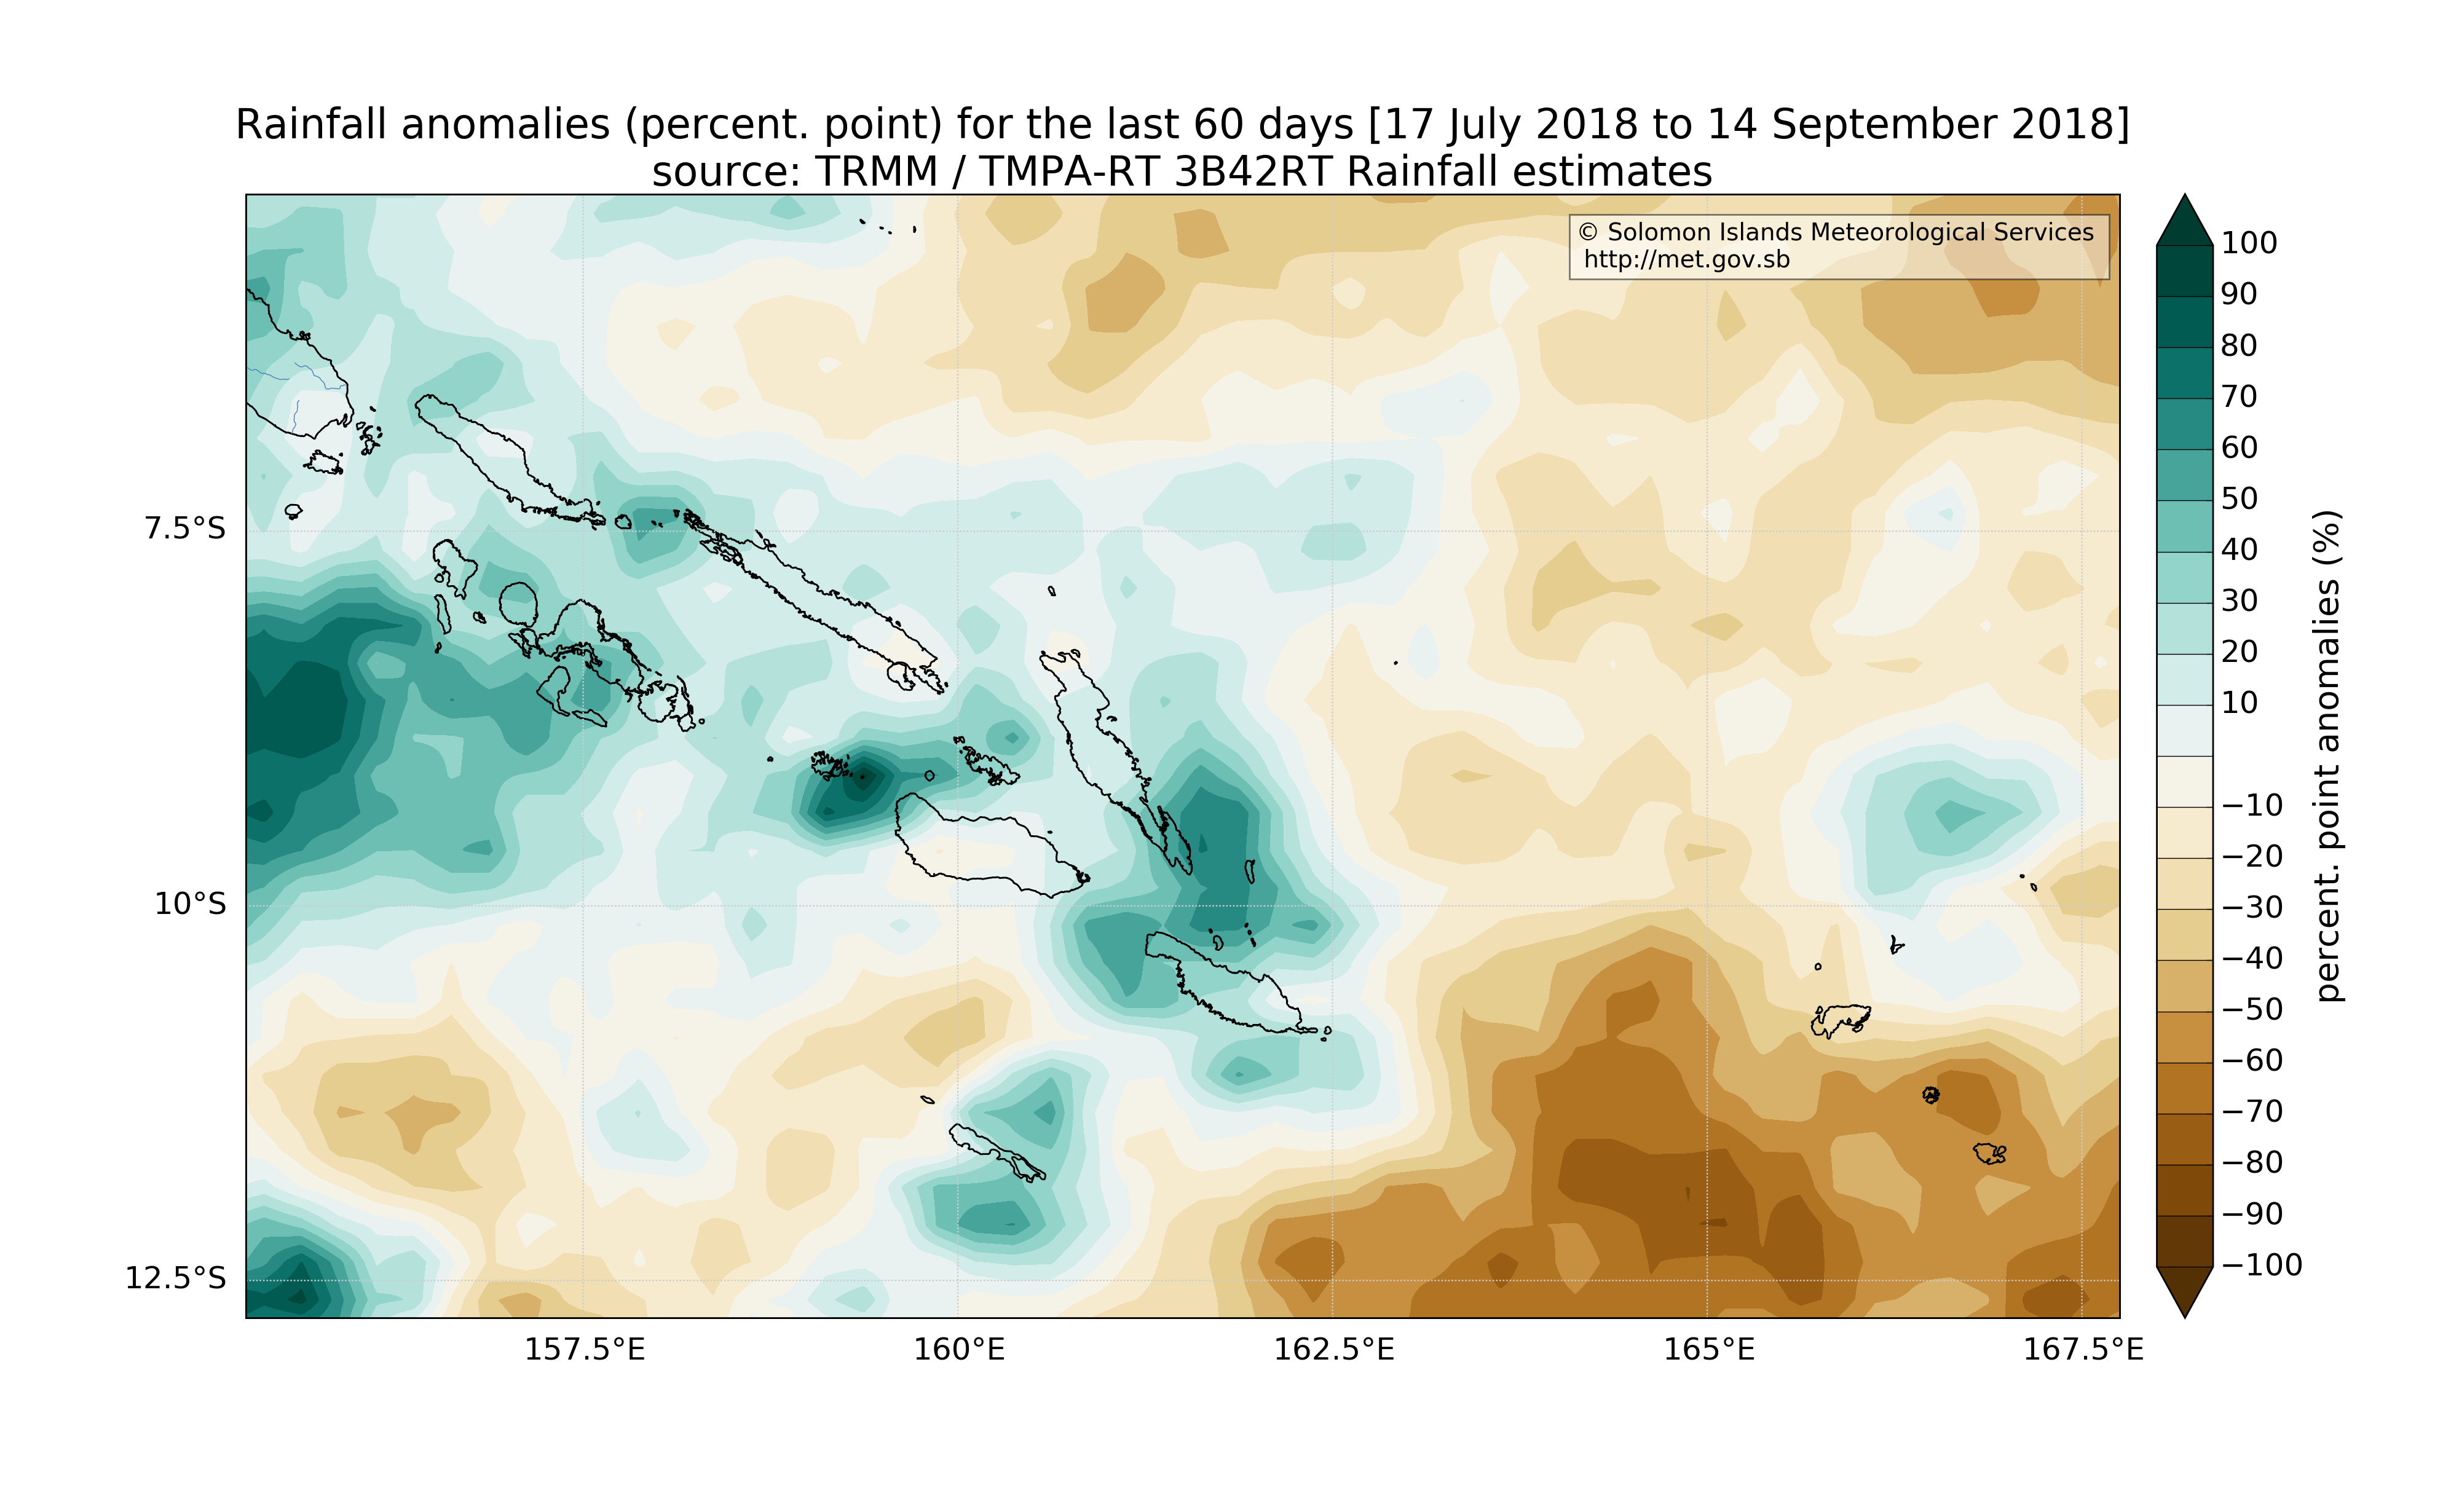 Rainfall anomalies (percent. point) for the last 60 days [17 July 2018 to 14 September 2018]
source: TRMM / TMPA-RT 3B42RT Rainfall estimates
© Solomon Islands Meteorological Services
http://met.gov.sb
7.5°S
10°S
12.5°S
157.5°E
160°E
162.5°E
165°E
167.5°E
100
90
80
70
60
50
40
30
20
10
−10
−20
−30
−40
−50
−60
−70
−80
−90
−100
percent. point anomalies (%)